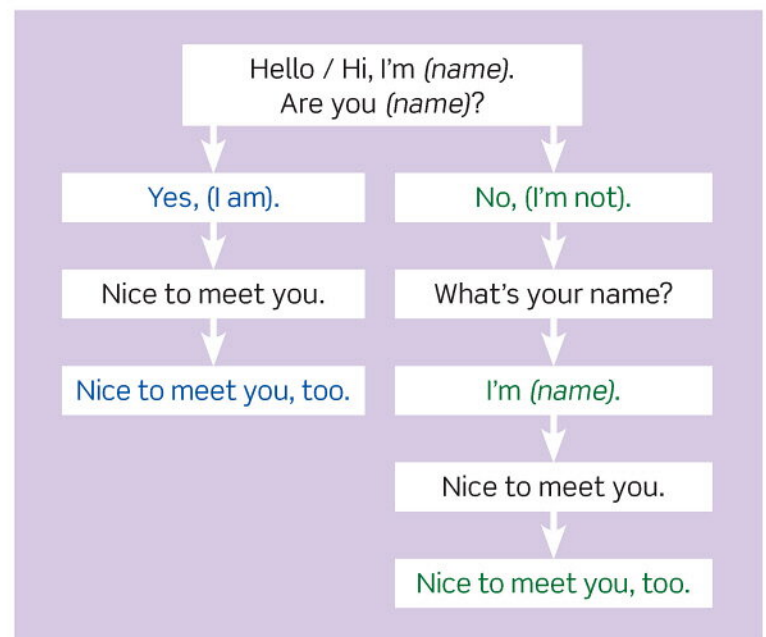 Hello / Hi, I'm (name).
Are you (name)?
Yes, (I am).
Nice to meet you.
Nice to meet you, too.
No, (I'm not).
What's your name?
I'm (name).
Nice to meet you.
Nice to meet you, too.